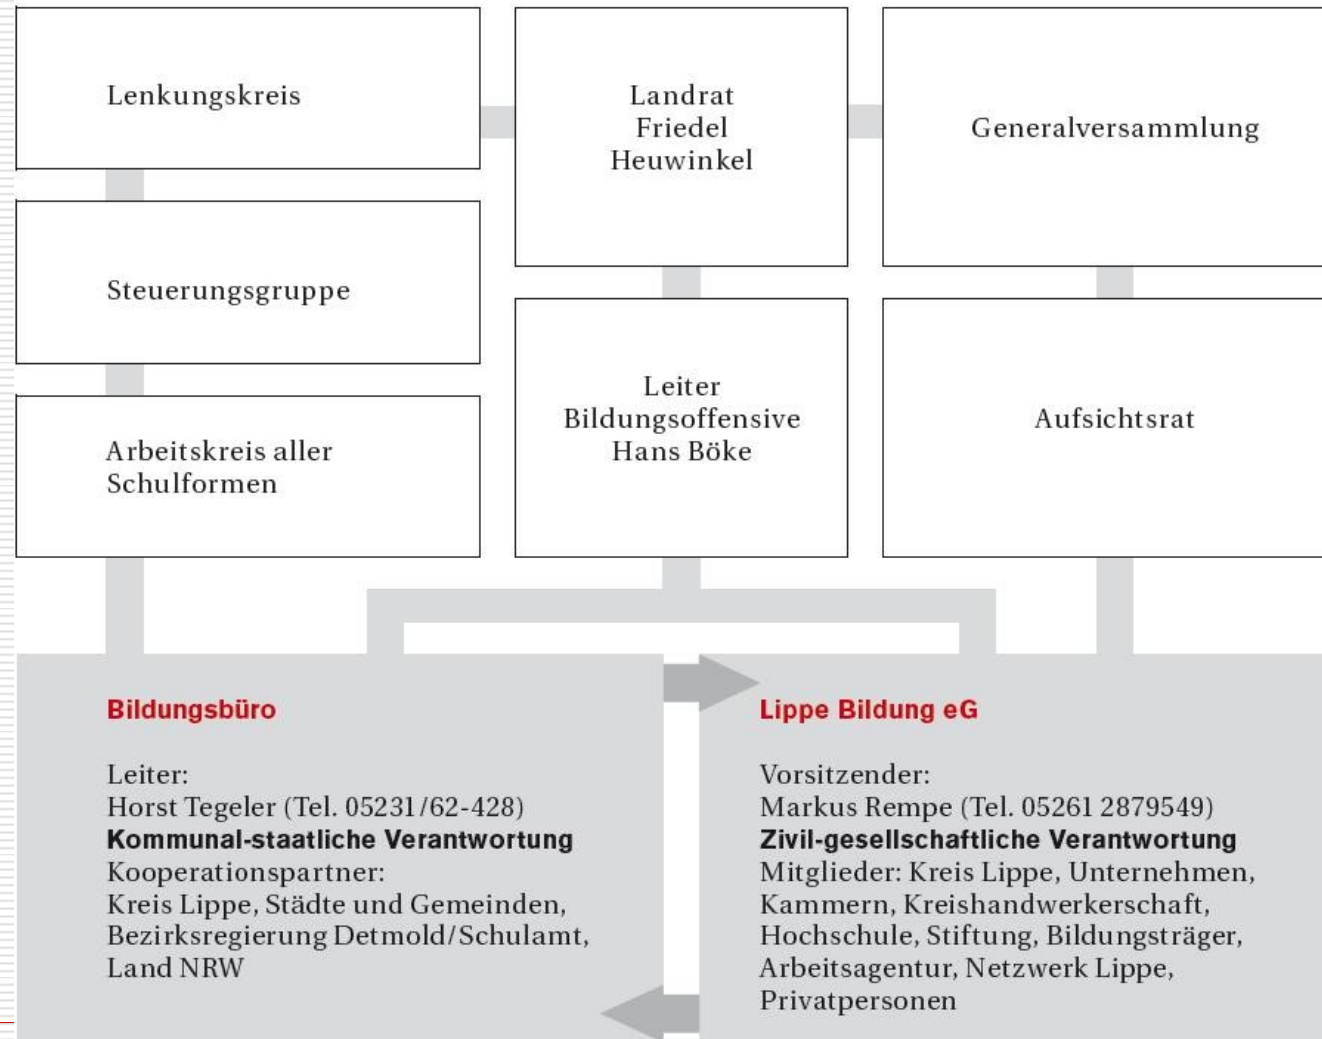 Lenkungskreis
Landrat
Friedel
Heuwinkel
Generalversammlung
Steuerungsgruppe
Leiter
Bildungsoffensive
Hans Böke
Aufsichtsrat
Arbeitskreis aller
Schulformen
Bildungsbüro
Leiter:
Horst Tegeler (Tel. 05231/62-428)
Kommunal-staatliche Verantwortung
Kooperationspartner:
Kreis Lippe, Städte und Gemeinden,
Bezirksregierung Detmold/Schulamt,
Land NRW
Lippe Bildung eG
Vorsitzender:
Markus Rempe (Tel. 05261 2879549)
Zivil-gesellschaftliche Verantwortung
Mitglieder: Kreis Lippe, Unternehmen,
Kammern, Kreishandwerkerschaft,
Hochschule, Stiftung, Bildungsträger,
Arbeitsagentur, Netzwerk Lippe,
Privatpersonen